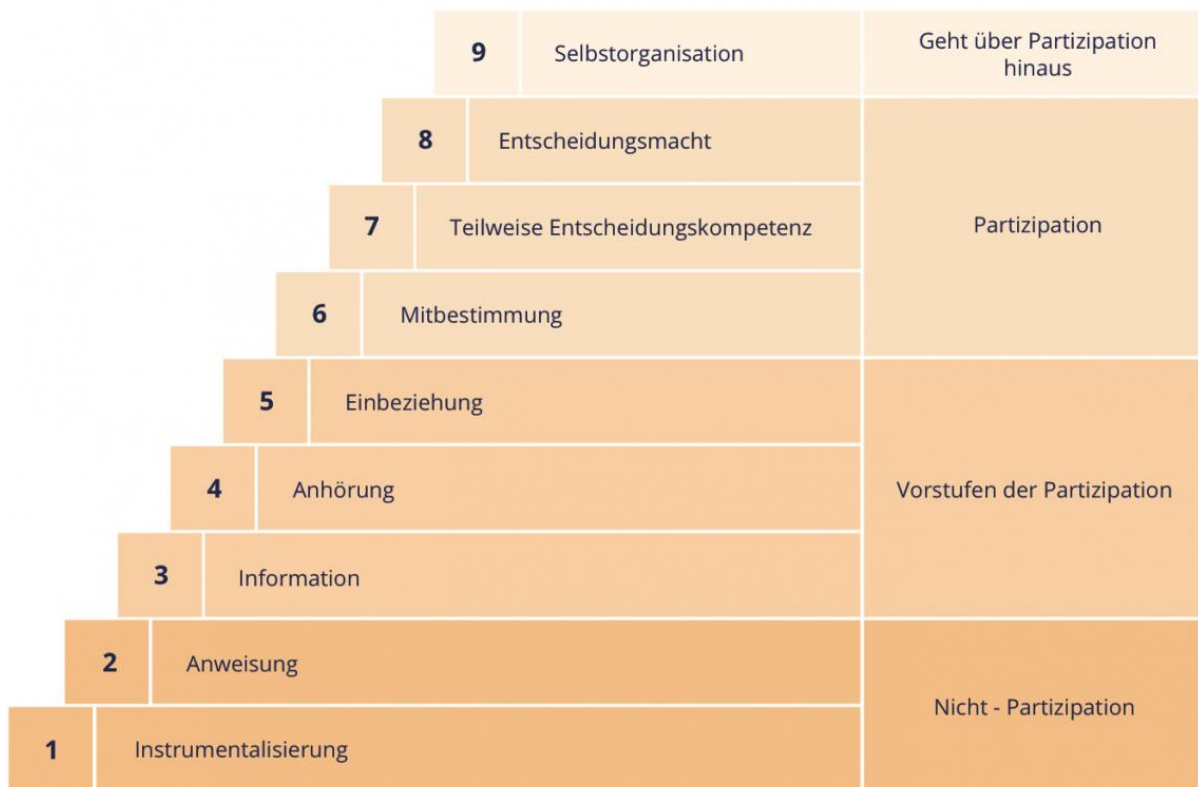 9 Selbstorganisation
Geht über Partizipation
hinaus
8 Entscheidungsmacht
7 Teilweise Entscheidungskompetenz
Partizipation
6 Mitbestimmung
5 Einbeziehung
4 Anhörung
Vorstufen der Partizipation
3 Information
2 Anweisung
Nicht - Partizipation
1 Instrumentalisierung